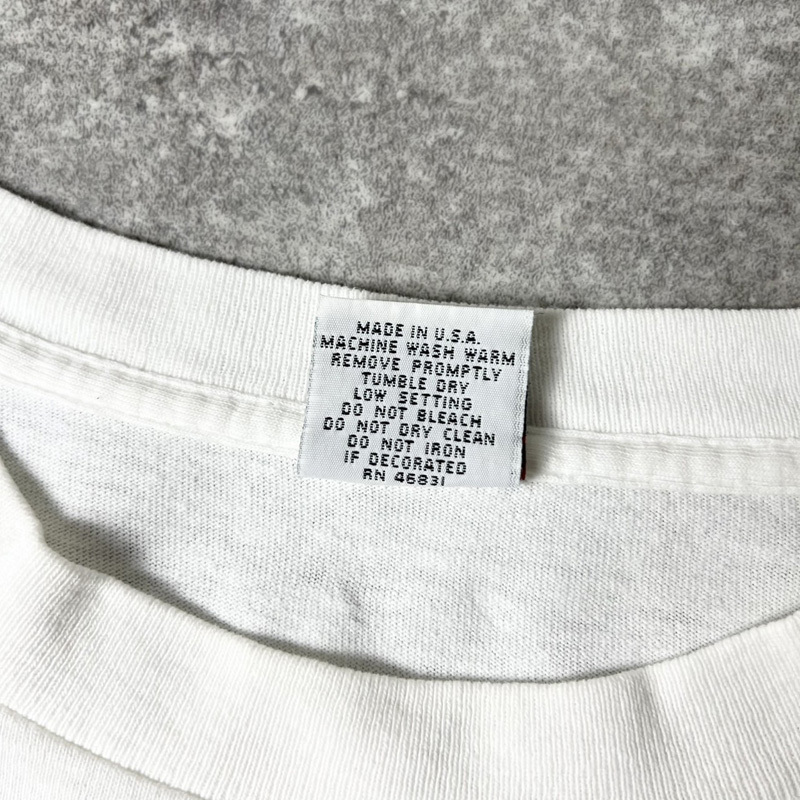 MADE IN U.S.A.
MACHINE WASH WARM
REMOVE PROMPTLY
TUMBLE DRY
LOW SETTING
DO NOT BLEACH
DO NOT DRY CLEAN
DO NOT IRON
IF DECORATED
RN 46831